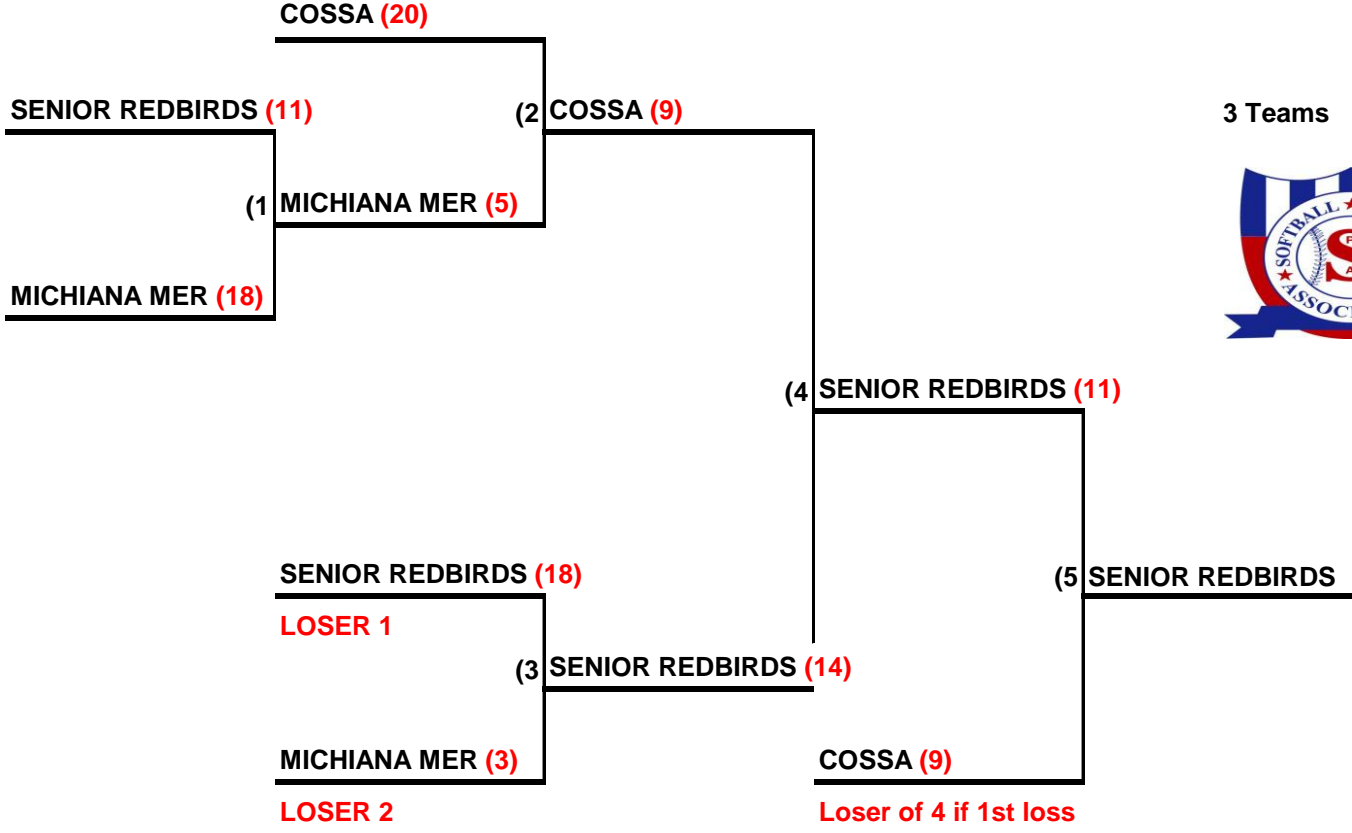 COSSA (20)
SENIOR REDBIRDS (11)
(2 COSSA (9)
3 Teams
(1 MICHIANA MER (5)
MICHIANA MER (18)
SOFTBALL
ASSOC
(4 SENIOR REDBIRDS (11)
SENIOR REDBIRDS (18)
(5 SENIOR REDBIRDS
LOSER 1
(3 SENIOR REDBIRDS (14)
MICHIANA MER (3)
COSSA (9)
LOSER 2
Loser of 4 if 1st loss